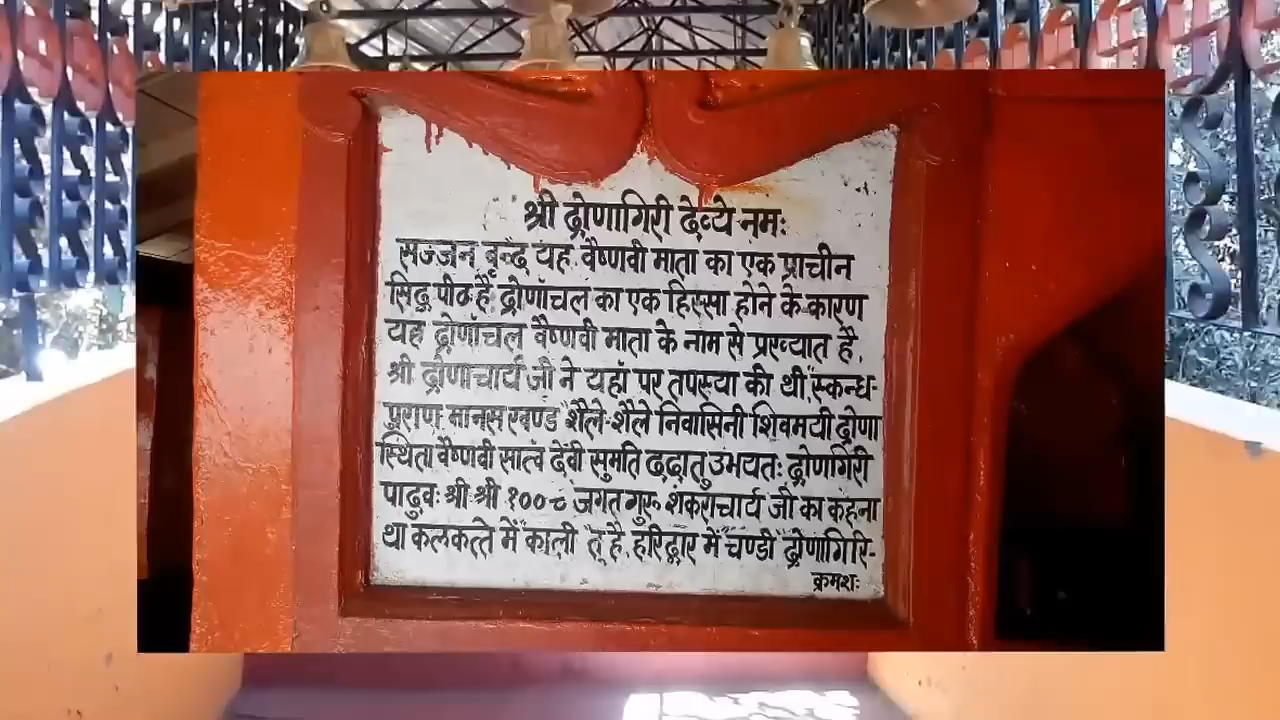 श्री द्रोणागिरी देव्ये नमः
सज्जन वृन्द यह वैष्णवी माता का एक प्राचीन
सिद्व पीठ है द्रोणाँचल का एक हिस्सा होने के कारण
यह द्रोणाँचल वैष्णवी माता के नाम से प्रख्यात है,
श्री द्रोणाचार्य जी ने यहाँ पर तपस्या की थी, "स्कन्ध-
पुराण मानस खण्ड "शैले-शैले निवासिनी शिवमयी द्रोणा
स्थिता वैष्णवी सात्वं देवी सुमति ददातु उभयतः द्रोणगिरी
पादुवः श्री श्री १००८ जगत गुरू शकराचार्य जी का कहना
था कलकत्ते में "काली" तू है, हरिद्वार में "चण्डी" द्रोणागिरि-
क्रमशः